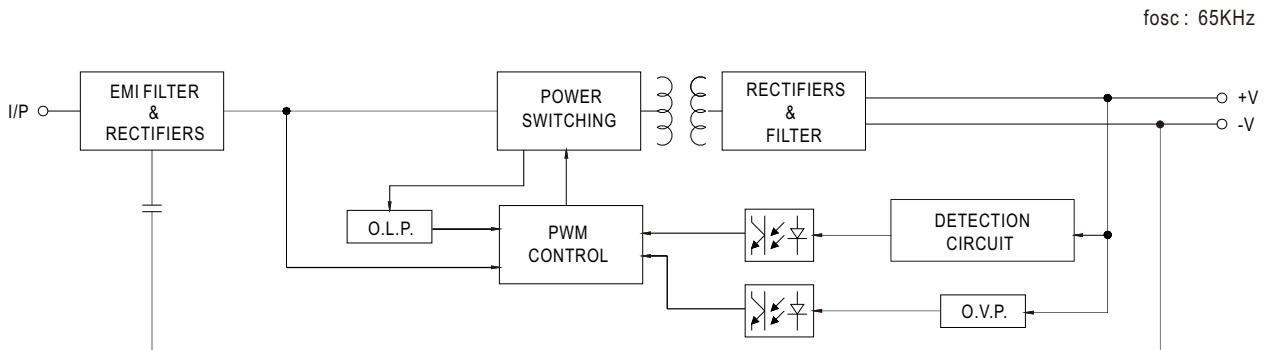 fosc : 65KHz
I/P
EMI FILTER
&
RECTIFIERS
POWER
SWITCHING
RECTIFIERS
&
FILTER
+V
-V
O.L.P.
PWM
CONTROL
DETECTION
CIRCUIT
O.V.P.